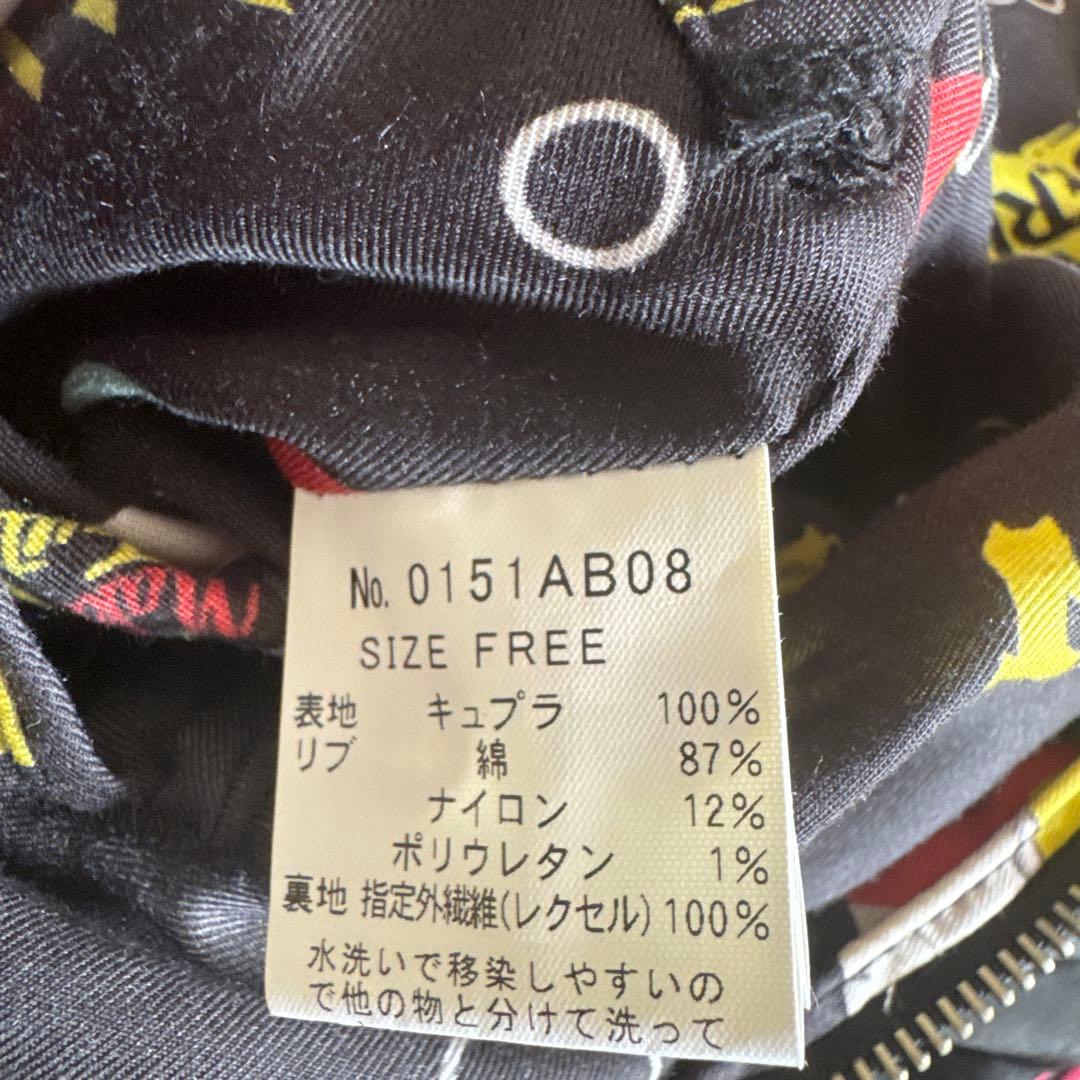 No. 0151AB08
SIZE FREE
表地 キュプラ 100%
リブ 綿 87%
ナイロン 12%
ポリウレタン 1%
裏地 指定外繊維(レクセル) 100%
水洗いで移染しやすいの
で他の物と分けて洗って